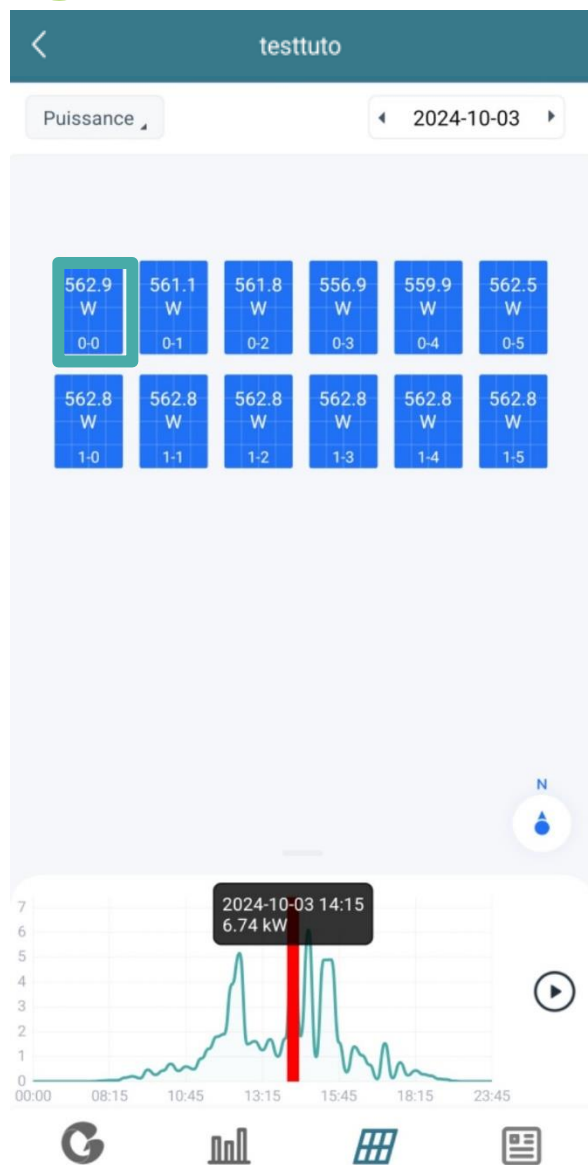 testtuto
Puissance
2024-10-03
562.9 561.1 561.8 556.9 559.9 562.5
W W W W W W
0-0 0-1 0-2 0-3 0-4 0-5
562.8 562.8 562.8 562.8 562.8 562.8
W W W W W W
1-0 1-1 1-2 1-3 1-4 1-5
N
2024-10-03 14:15
6.74 kW
7
6
5
4
3
2
1
0
00:00 08:15 10:45 13:15 15:45 18:15 23:45